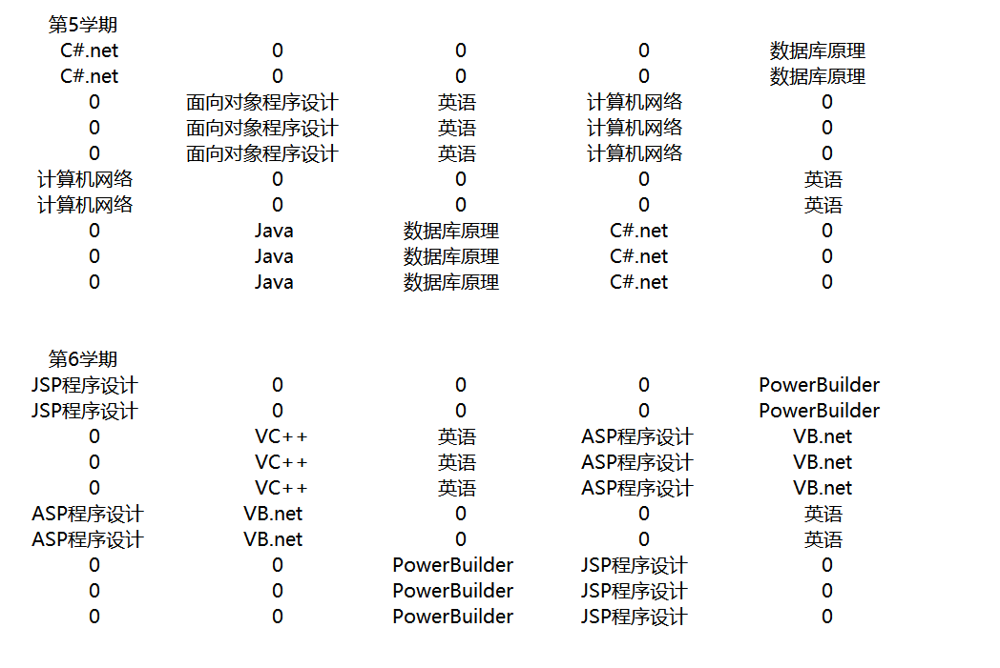 第5学期
C#.net 0 0 0 数据库原理
C#.net 0 0 0 数据库原理
0 面向对象程序设计 英语 计算机网络 0
0 面向对象程序设计 英语 计算机网络 0
0 面向对象程序设计 英语 计算机网络 0
计算机网络 0 0 0 英语
计算机网络 0 0 0 英语
0 Java 数据库原理 C#.net 0
0 Java 数据库原理 C#.net 0
0 Java 数据库原理 C#.net 0
第6学期
JSP程序设计 0 0 0 PowerBuilder
JSP程序设计 0 0 0 PowerBuilder
0 VC++ 英语 ASP程序设计 VB.net
0 VC++ 英语 ASP程序设计 VB.net
0 VC++ 英语 ASP程序设计 VB.net
ASP程序设计 VB.net 0 0 英语
ASP程序设计 VB.net 0 0 英语
0 0 PowerBuilder JSP程序设计 0
0 0 PowerBuilder JSP程序设计 0
0 0 PowerBuilder JSP程序设计 0